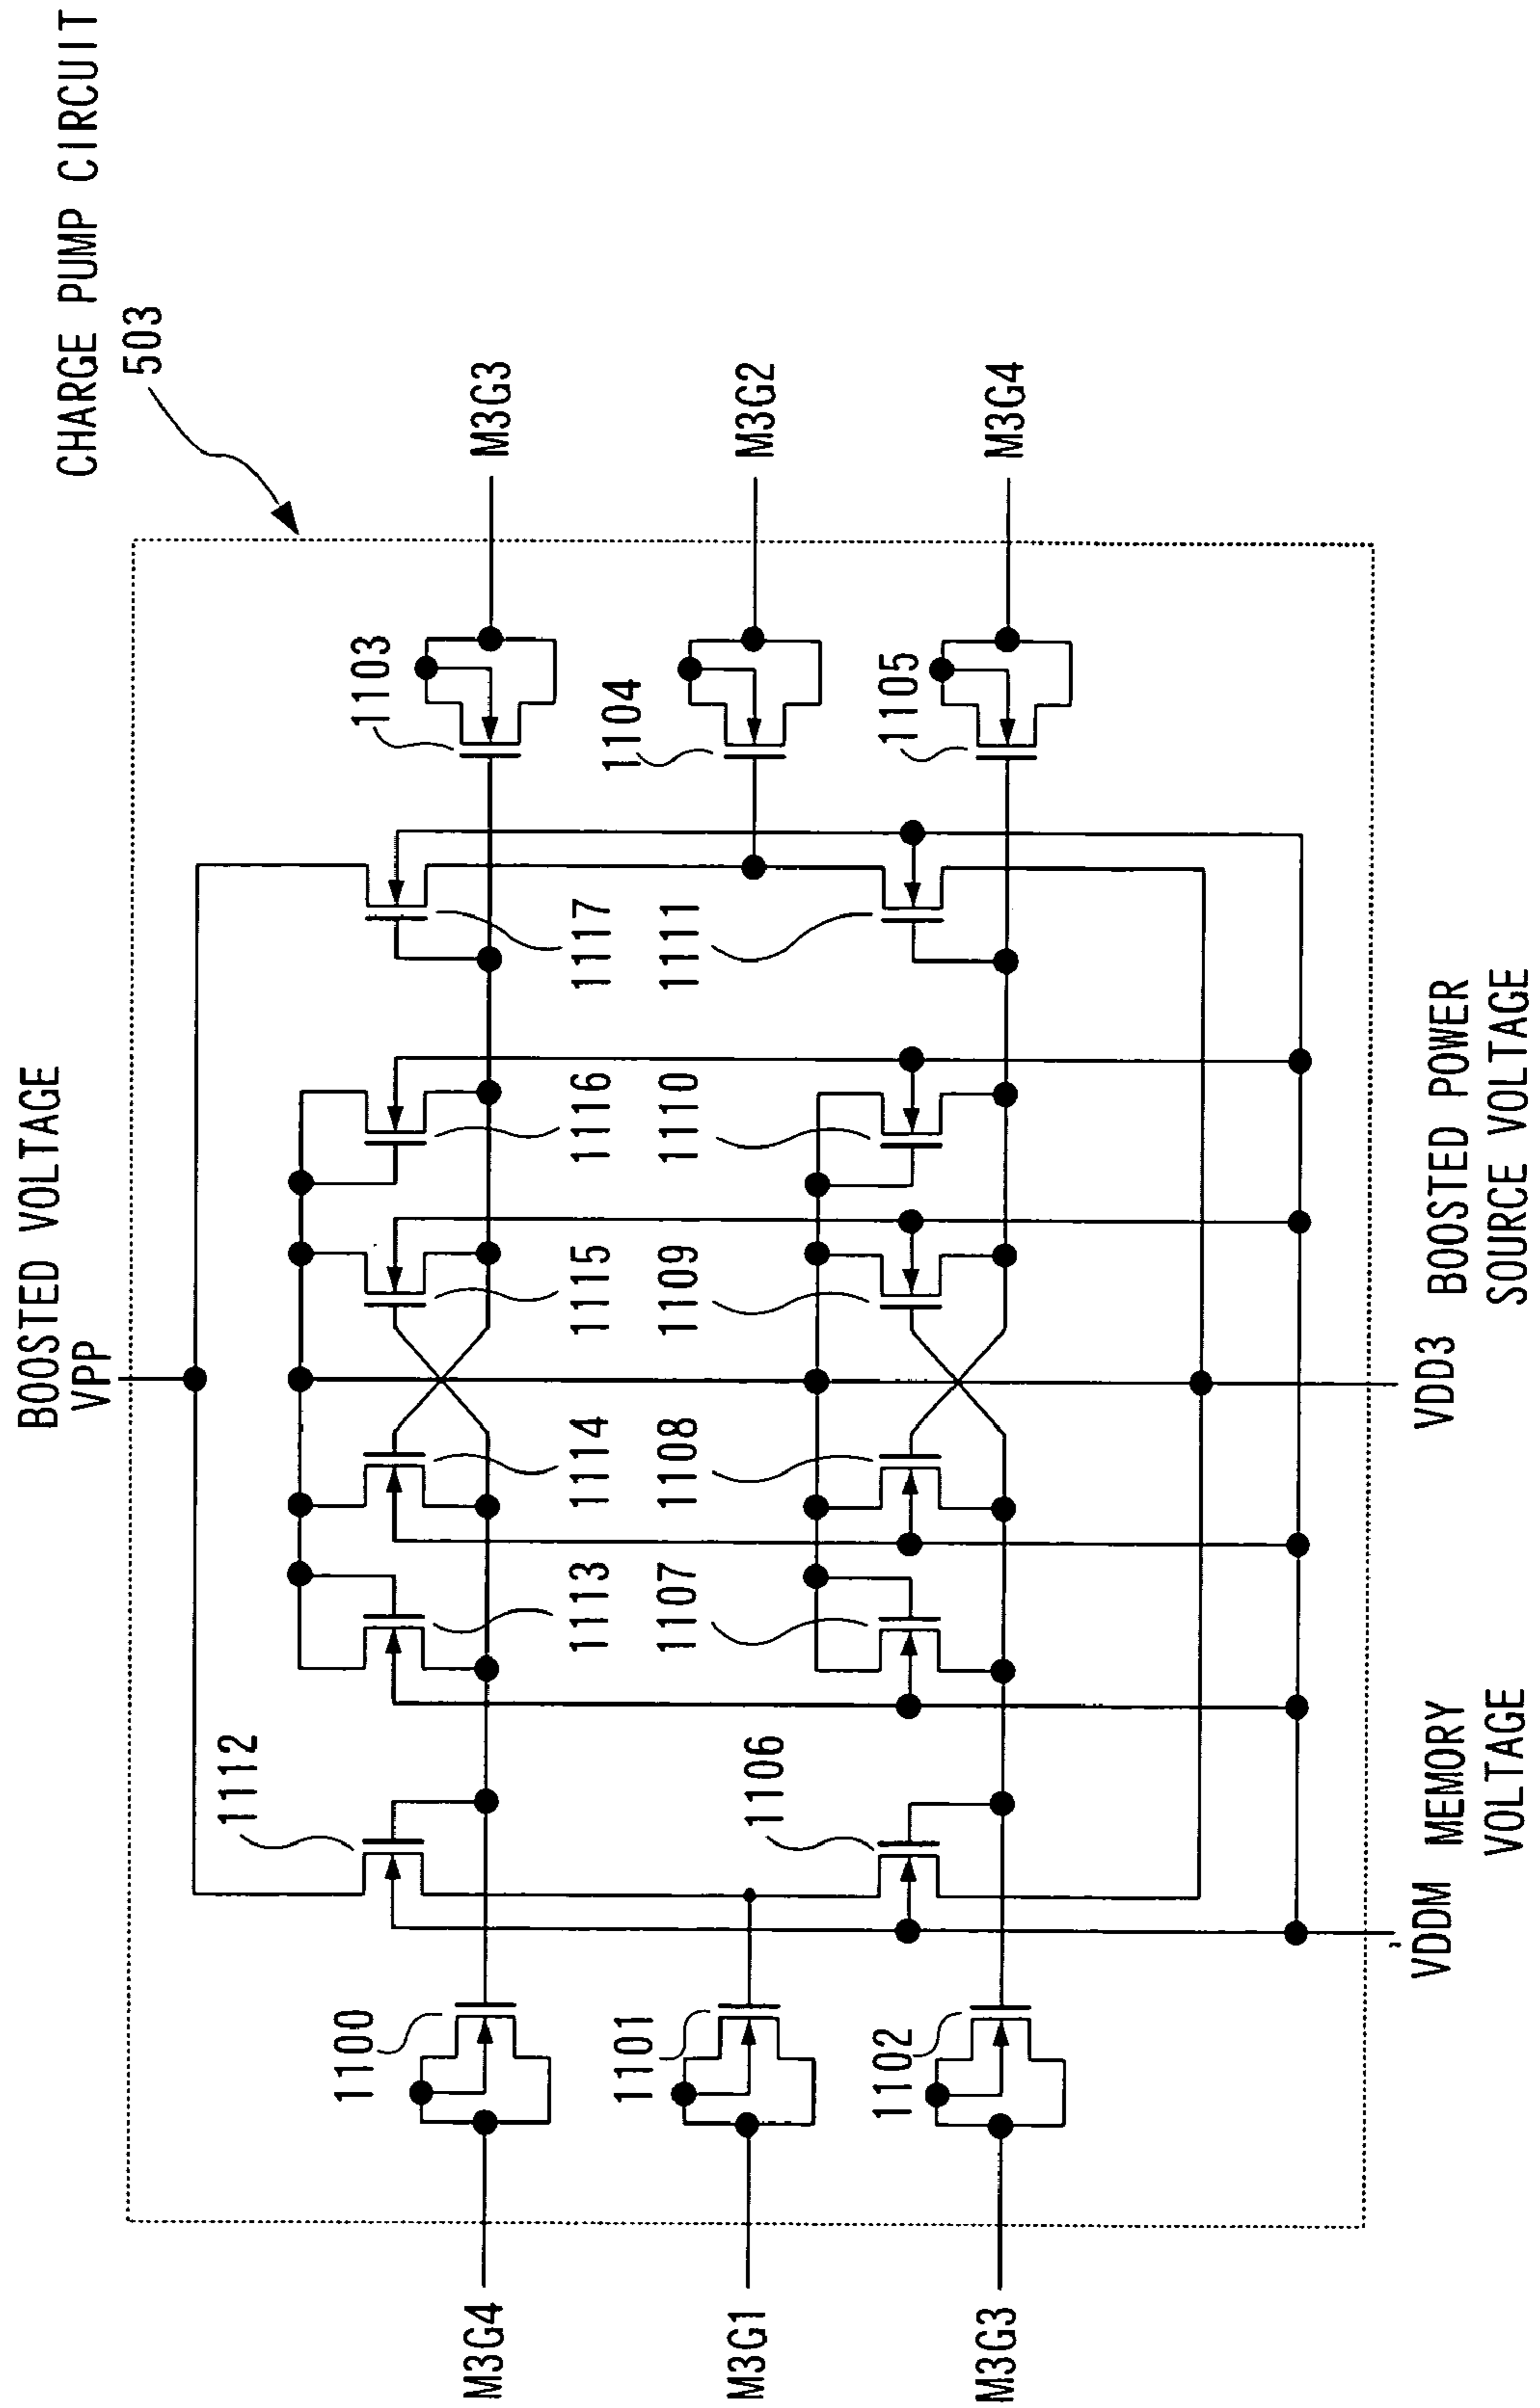 CHARGE PUMP CIRCUIT
503
BOOSTED VOLTAGE
VPP
M3G4
M3G1
M3G3
1100
1101
1102
1112
1106
1113
1107
1114
1108
1115
1109
1116
1110
1117
1111
1103
1104
1105
M3G3
M3G2
M3G4
VDDM
MEMORY
VOLTAGE
VDD3
BOOSTED POWER
SOURCE VOLTAGE